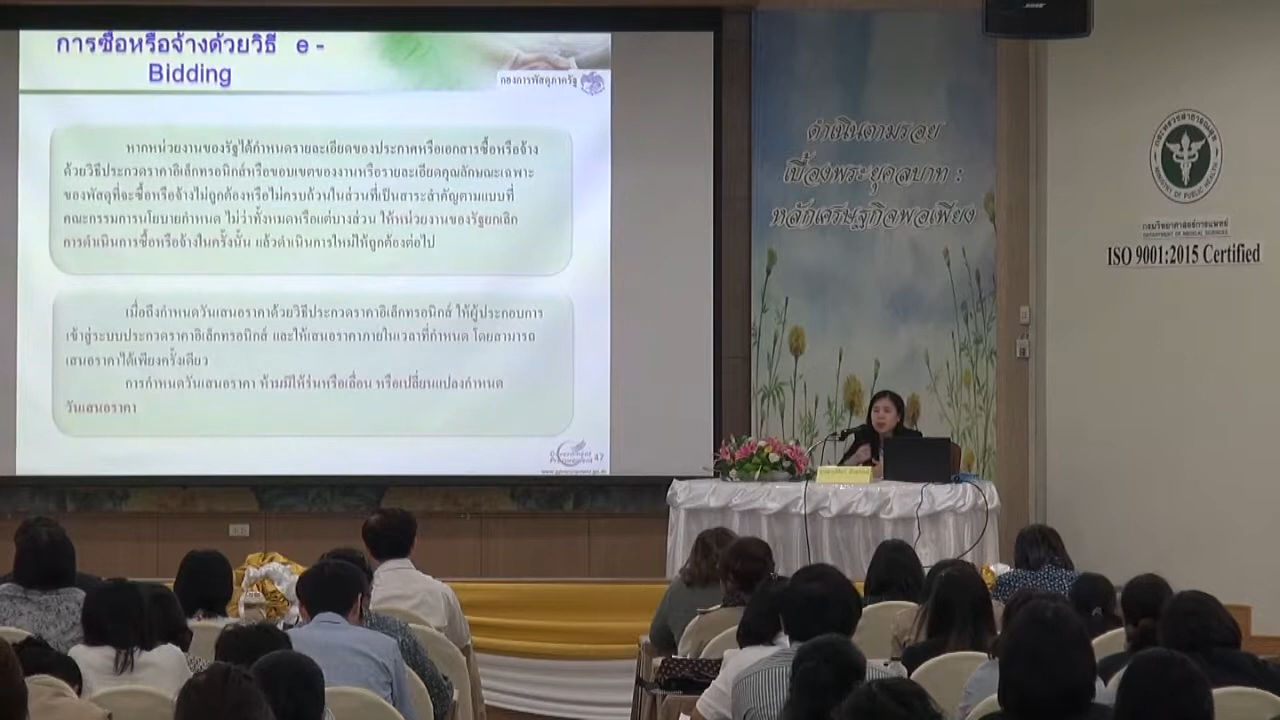 การซื้อหรือจ้างด้วยวิธี e -
Bidding
กองการพัสดุภาครัฐ
หากหน่วยงานของรัฐได้กำหนดรายละเอียดของประกาศหรือเอกสารซื้อหรือจ้าง
ด้วยวิธีประกวดราคาอิเล็กทรอนิกส์หรือขอบเขตของงานหรือรายละเอียดคุณลักษณะเฉพาะ
ของพัสดุที่จะซื้อหรือจ้างไม่ถูกต้องหรือไม่ครบถ้วนในส่วนที่เป็นสาระสำคัญตามแบบที่
คณะกรรมการนโยบายกำหนด ไม่ว่าทั้งหมดหรือแต่บางส่วน ให้หน่วยงานของรัฐยกเลิก
การดำเนินการซื้อหรือจ้างในครั้งนั้น แล้วดำเนินการใหม่ให้ถูกต้องต่อไป
เมื่อถึงกำหนดวันเสนอราคาด้วยวิธีประกวดราคาอิเล็กทรอนิกส์ ให้ผู้ประกอบการ
เข้าสู่ระบบประกวดราคาอิเล็กทรอนิกส์ และให้เสนอราคาภายในเวลาที่กำหนด โดยสามารถ
เสนอราคาได้เพียงครั้งเดียว
การกำหนดวันเสนอราคา ห้ามมิให้ร่นหรือเลื่อน หรือเปลี่ยนแปลงกำหนด
วันเสนอราคา
Government
Procurement
47
ดำเนินตามรอย
เบื้องพระยุคลบาท :
หลักเศรษฐกิจพอเพียง
กระทรวงสาธารณสุข
MINISTRY OF PUBLIC HEALTH
กรมวิทยาศาสตร์การแพทย์
DEPARTMENT OF MEDICAL SCIENCES
ISO 9001:2015 Certified
BOSE